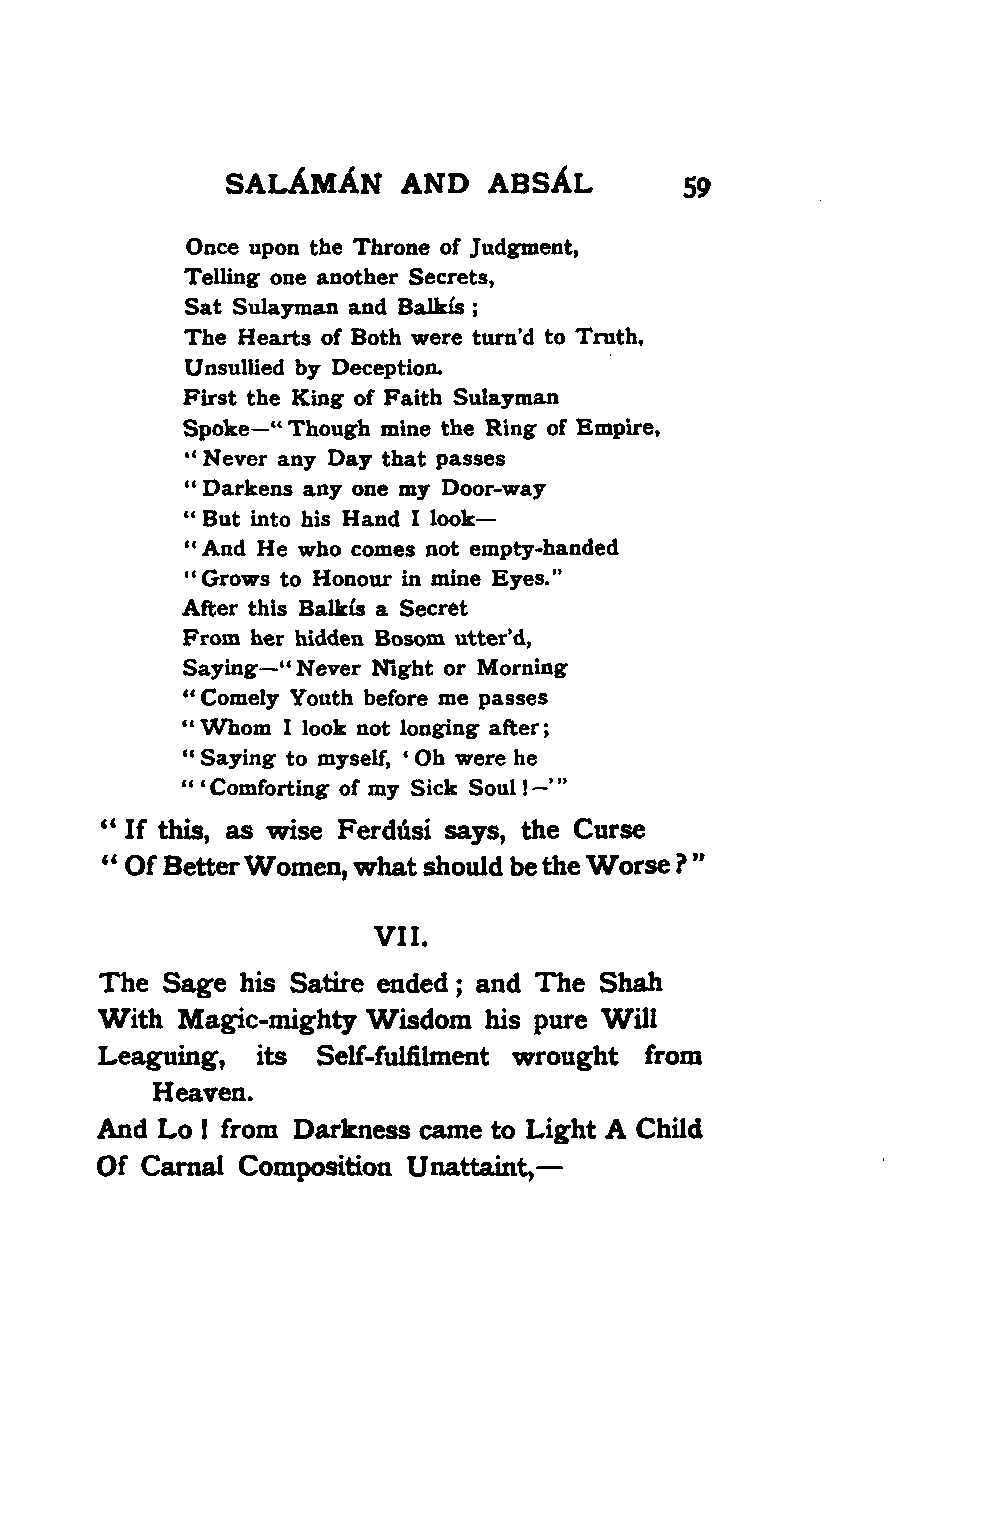 SALÁMÁN AND ABSÁL 59
Once upon the Throne of Judgment,
Telling one another Secrets,
Sat Sulayman and Balkís ;
The Hearts of Both were turn'd to Truth,
Unsullied by Deception.
First the King of Faith Sulayman
Spoke—“ Though mine the Ring of Empire,
“ Never any Day that passes
“ Darkens any one my Door-way
“ But into his Hand I look—
“ And He who comes not empty-handed
“ Grows to Honour in mine Eyes.”
After this Balkís a Secret
From her hidden Bosom utter'd,
Saying—“ Never Night or Morning
“ Comely Youth before me passes
“ Whom I look not longing after;
“ Saying to myself, ‘ Oh were he
“ ‘Comforting of my Sick Soul !—’”
“ If this, as wise Ferdúsi says, the Curse
“ Of Better Women, what should be the Worse ? ”
VII.
The Sage his Satire ended ; and The Shah
With Magic-mighty Wisdom his pure Will
Leaguing, its Self-fulfilment wrought from
Heaven.
And Lo ! from Darkness came to Light A Child
Of Carnal Composition Unattaint,—